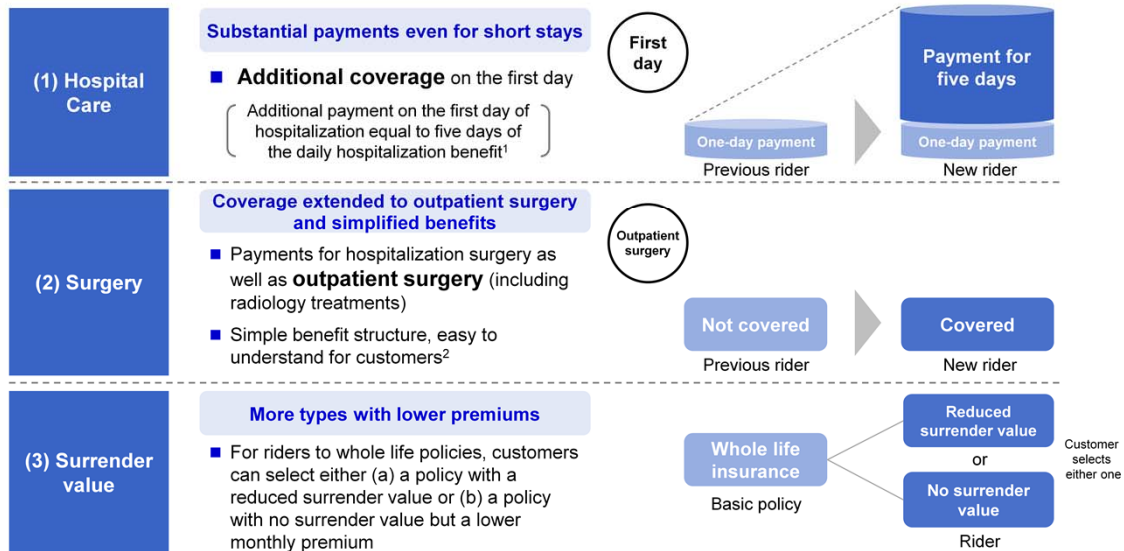 (1) Hospital
Care
Substantial payments even for short stays
■ Additional coverage on the first day
Additional payment on the first day of
hospitalization equal to five days of
the daily hospitalization benefit1
First
day
One-day payment
Previous rider
Payment for
five days
One-day payment
New rider
(2) Surgery
Coverage extended to outpatient surgery
and simplified benefits
■ Payments for hospitalization surgery as
well as outpatient surgery (including
radiology treatments)
■ Simple benefit structure, easy to
understand for customers2
Outpatient
surgery
Not covered
Previous rider
Covered
New rider
(3) Surrender
value
More types with lower premiums
■ For riders to whole life policies, customers
can select either (a) a policy with a
reduced surrender value or (b) a policy
with no surrender value but a lower
monthly premium
Whole life
insurance
Basic policy
Reduced
surrender value
or
No surrender
value
Rider
Customer
selects
either one